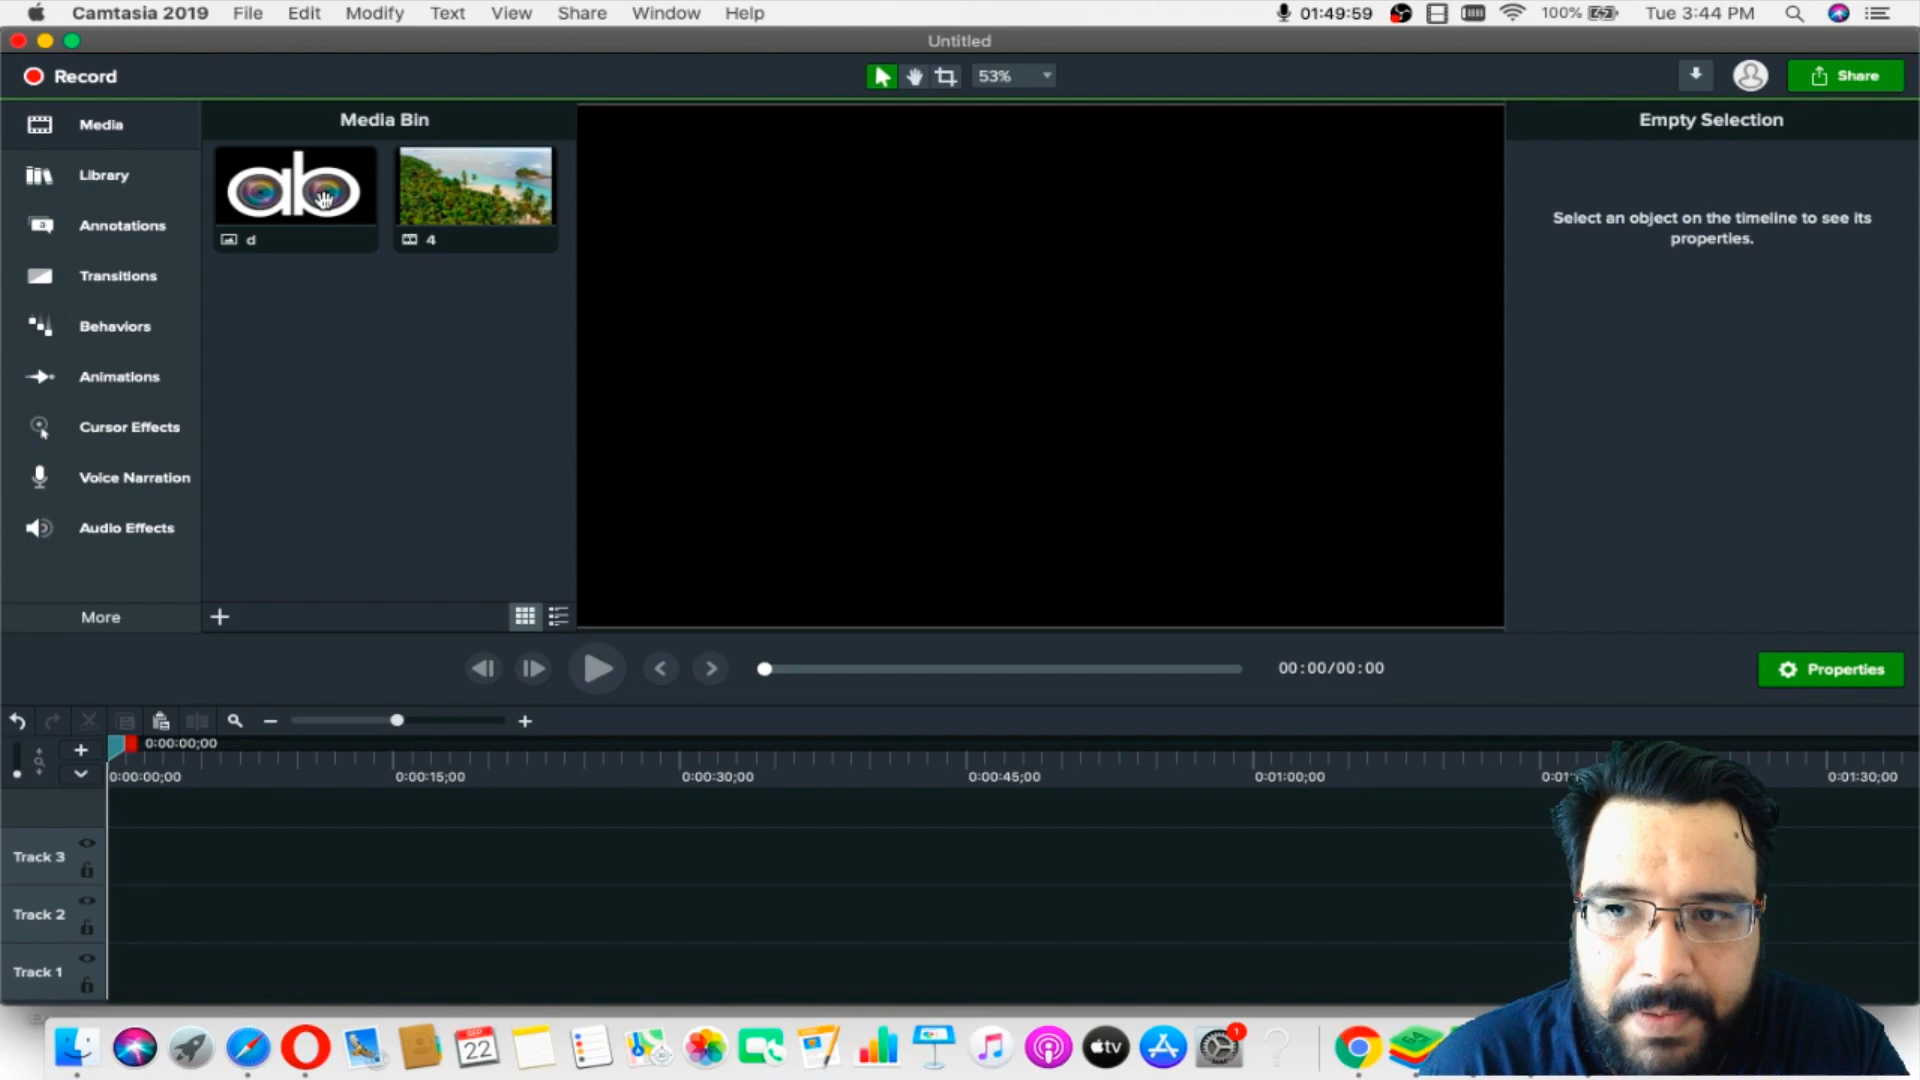 Camtasia 2019 File Edit Modify Text View Share Window Help 01:49:59 100% Tue 3:44 PM
Untitled
Record 53% Share
Media Media Bin Empty Selection
Library
ab
d 4
Annotations
Select an object on the timeline to see its
properties.
Transitions
Behaviors
Animations
Cursor Effects
Voice Narration
Audio Effects
More
00:00/00:00 Properties
0:00:00;00
0:00:00;00 0:00:15;00 0:00:30;00 0:00:45;00 0:01:00;00 0:01:30;00
Track 3
Track 2
Track 1
SEP
22
tv
1